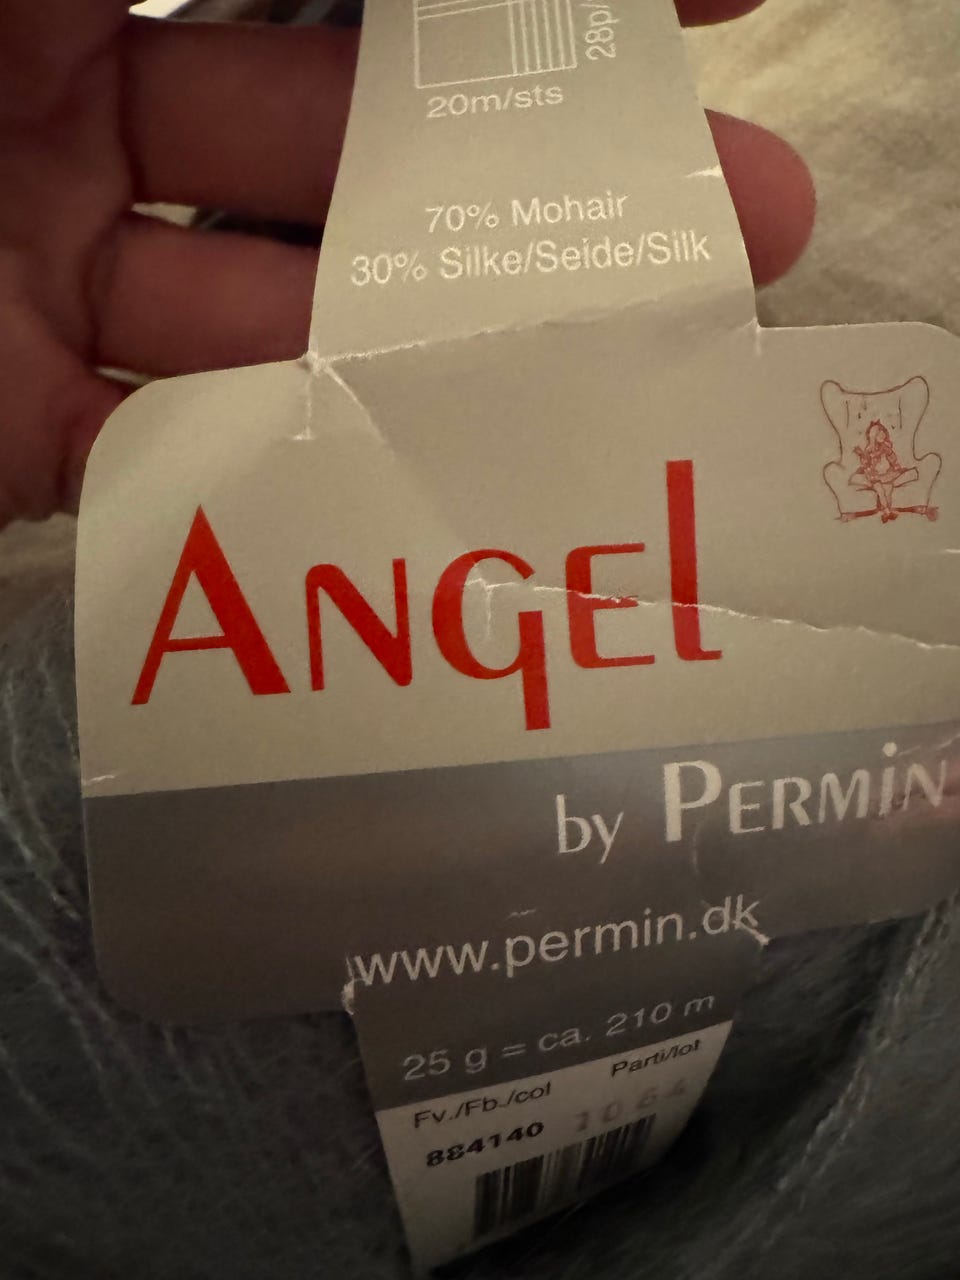 28p/
20m/sts
70% Mohair
30% Silke/Seide/Silk
ANGEL
by PERMIN
www.permin.dk
25 g = ca. 210 m
Fv./Fb./col Parti/lot
884140